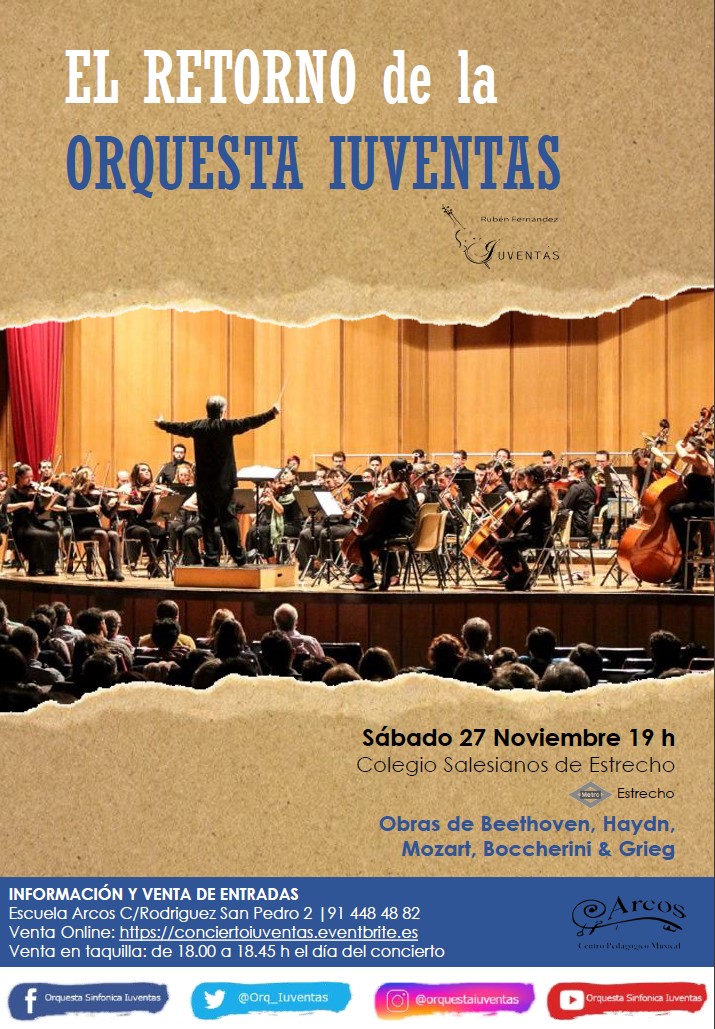 EL RETORNO de la
ORQUESTA IUVENTAS
Rubén Fernández
IUVENTAS
Sábado 27 Noviembre 19 h
Colegio Salesianos de Estrecho
Metro Estrecho
Obras de Beethoven, Haydn,
Mozart, Boccherini & Grieg
INFORMACIÓN Y VENTA DE ENTRADAS
Escuela Arcos C/Rodriguez San Pedro 2 |91 448 48 82
Venta Online: https://conciertoiuventas.eventbrite.es
Venta en taquilla: de 18.00 a 18.45 h el día del concierto
Arcos
Centro Pedagógico Musical
Orquesta Sinfonica Iuventas
@Orq_Iuventas
@orquestaiuventas
Orquesta Sinfonica Iuventas